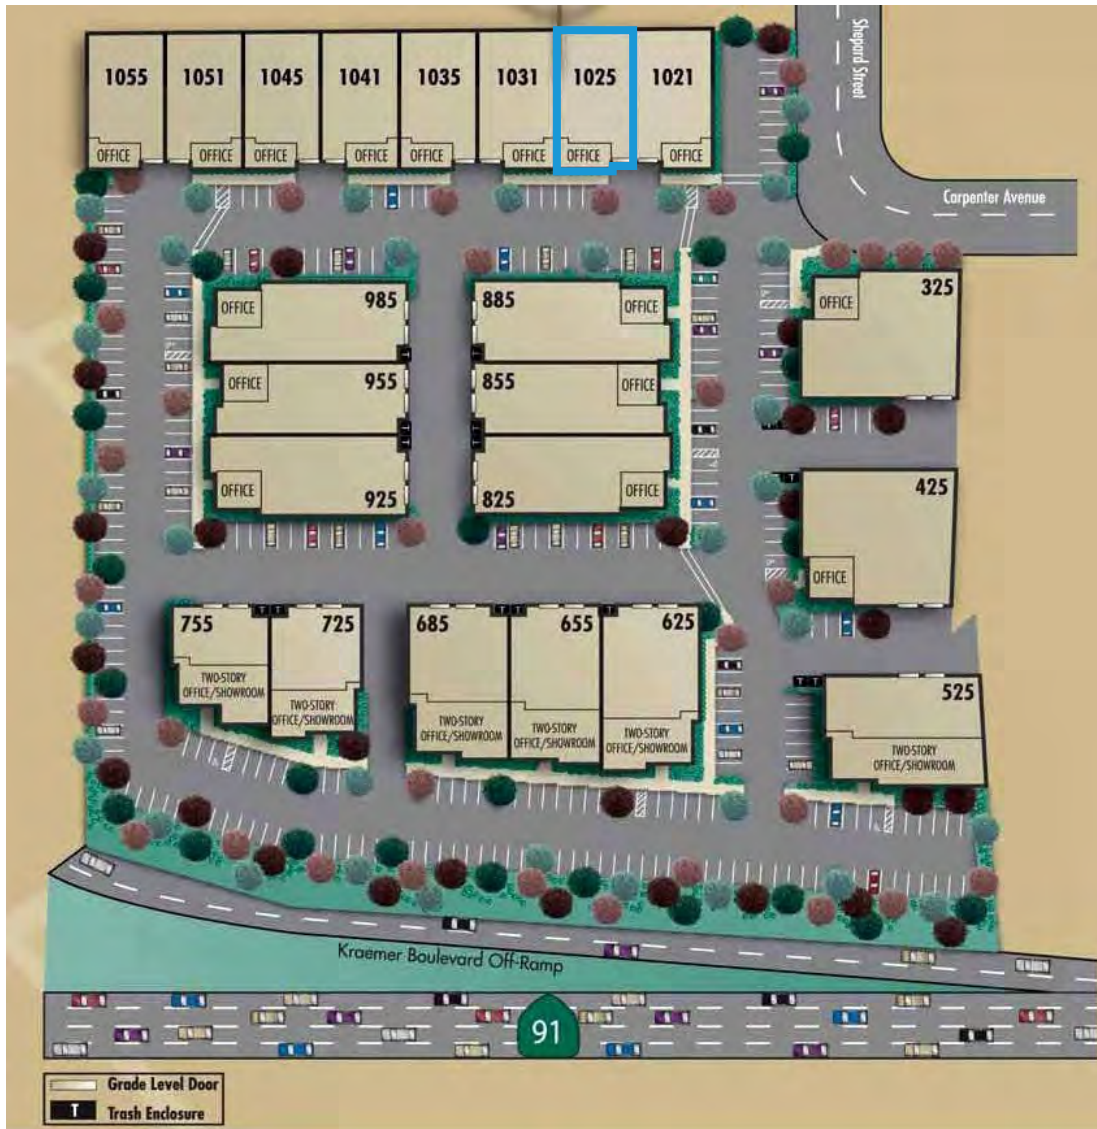 1055
1051
1045
1041
1035
1031
1025
1021
OFFICE
OFFICE
OFFICE
OFFICE
OFFICE
OFFICE
OFFICE
OFFICE
Shepard Street
Carpenter Avenue
OFFICE
985
885
OFFICE
OFFICE
325
OFFICE
955
855
OFFICE
T
T
T
T
OFFICE
925
825
OFFICE
T
425
OFFICE
755
T T
725
685
T T
655
T
625
TWO-STORY
OFFICE/SHOWROOM
TWO-STORY
OFFICE/SHOWROOM
TWO-STORY
OFFICE/SHOWROOM
TWO-STORY
OFFICE/SHOWROOM
TWO-STORY
OFFICE/SHOWROOM
T T
525
TWO-STORY
OFFICE/SHOWROOM
Kraemer Boulevard Off-Ramp
91
Grade Level Door
T Trash Enclosure